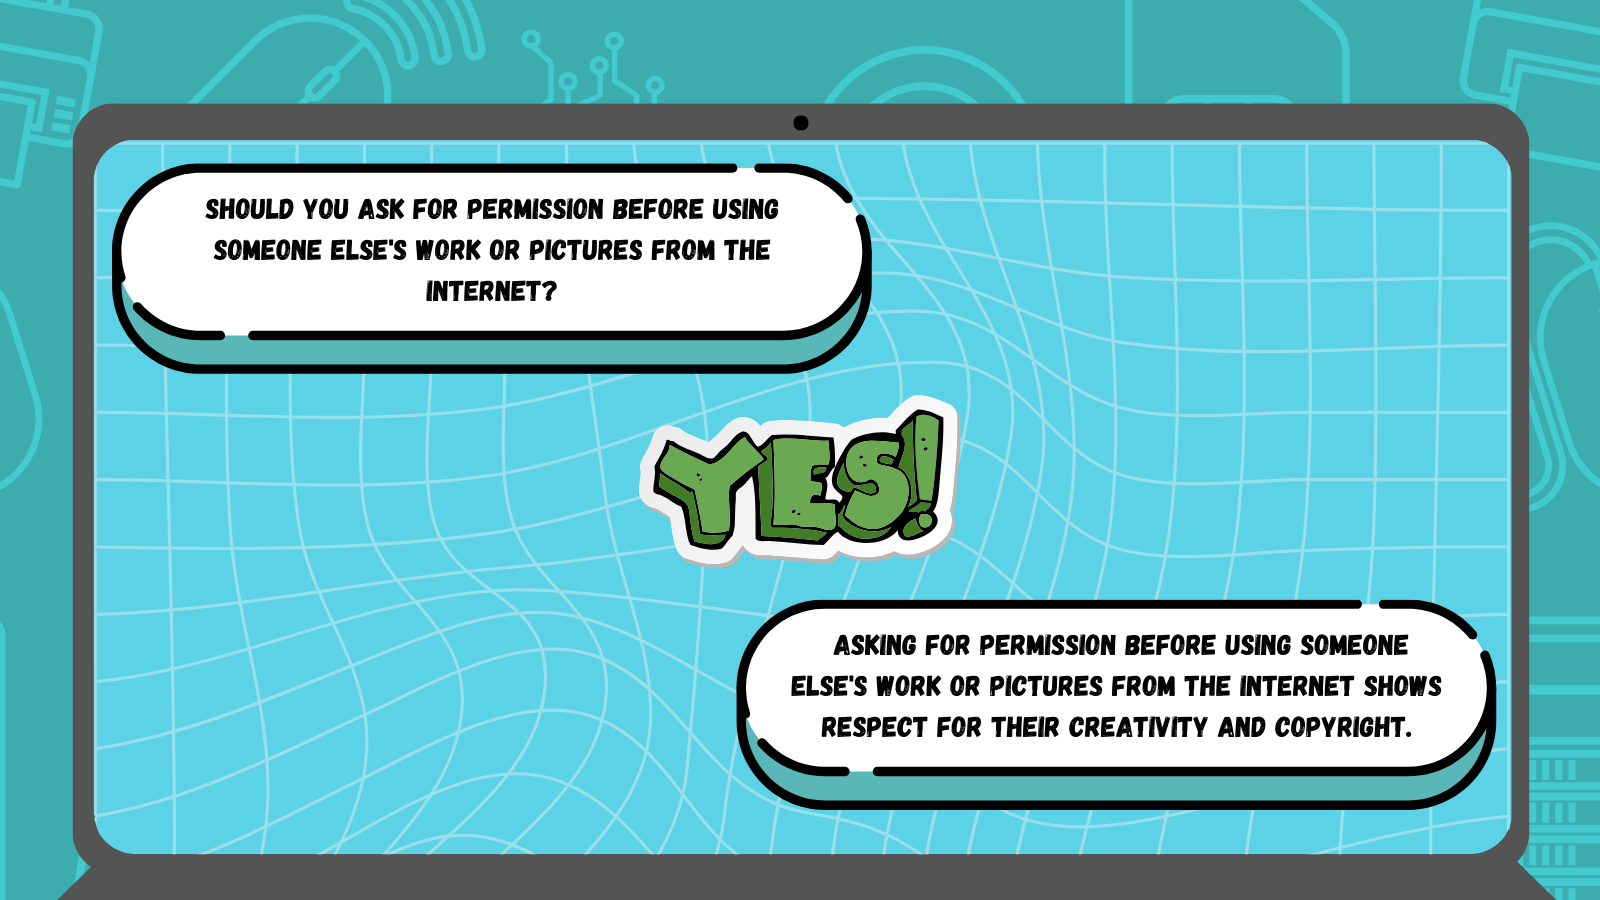 SHOULD YOU ASK FOR PERMISSION BEFORE USING
SOMEONE ELSE'S WORK OR PICTURES FROM THE
INTERNET?
YES!
ASKING FOR PERMISSION BEFORE USING SOMEONE
ELSE'S WORK OR PICTURES FROM THE INTERNET SHOWS
RESPECT FOR THEIR CREATIVITY AND COPYRIGHT.